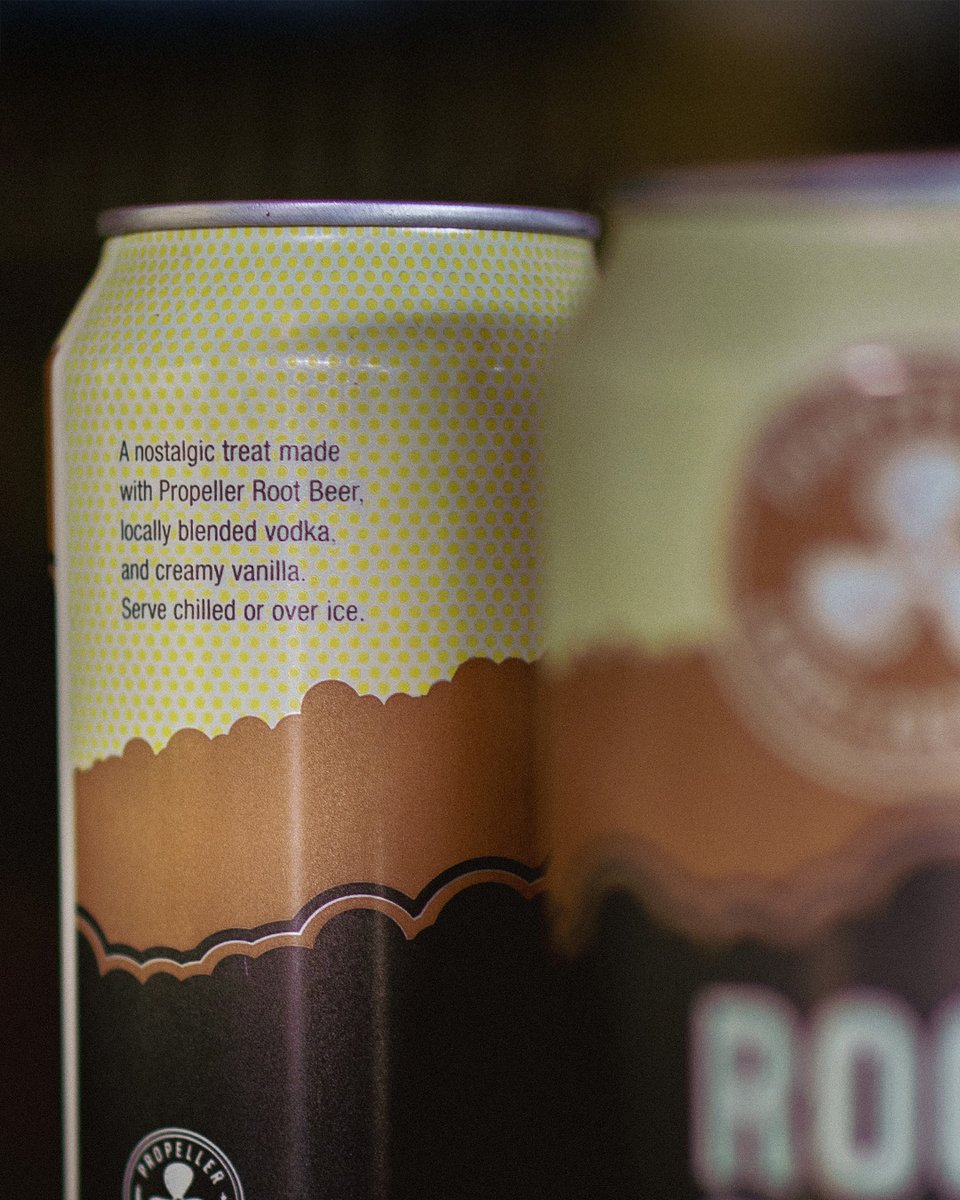 A nostalgic treat made
with Propeller Root Beer,
locally blended vodka,
and creamy vanilla.
Serve chilled or over ice.
PROPELLER
ROO